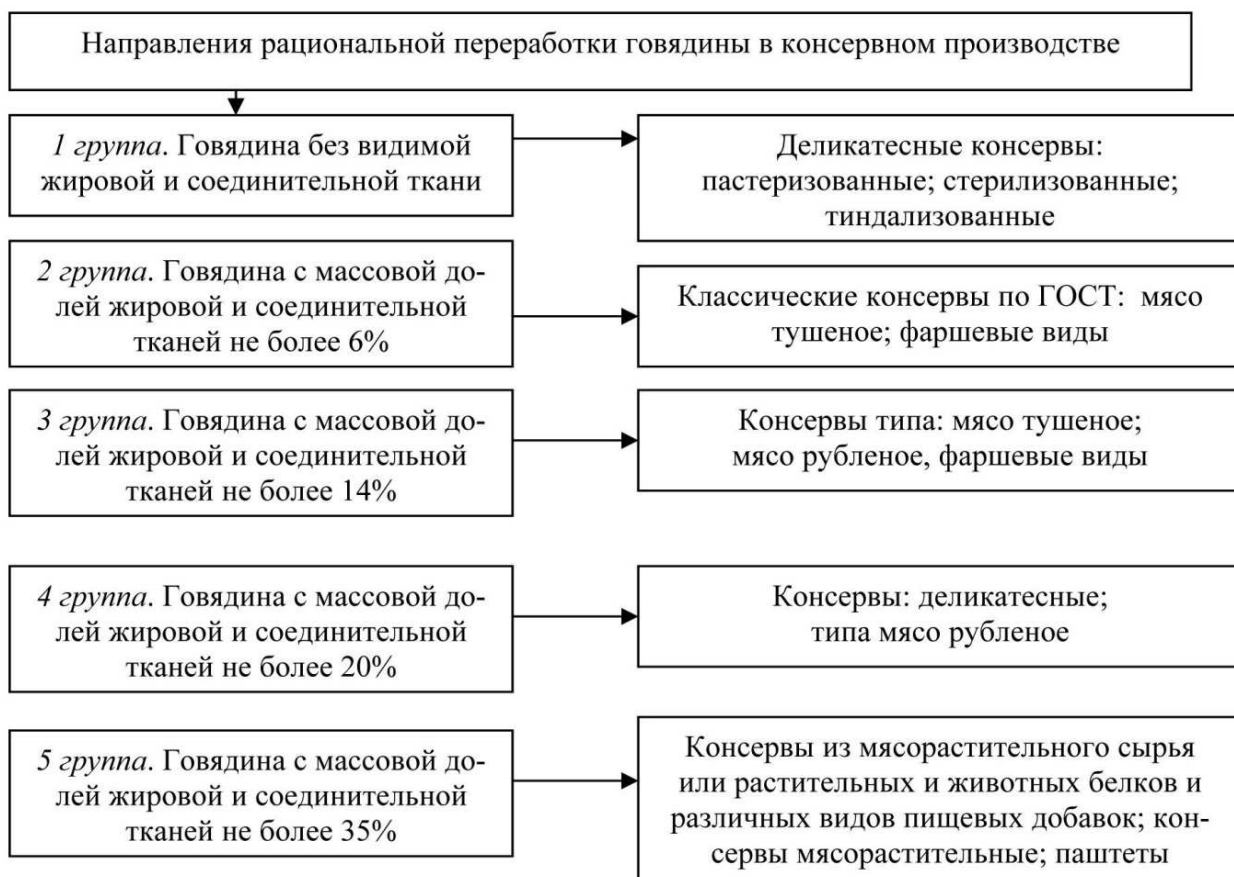 Направления рациональной переработки говядины в консервном производстве
1 группа. Говядина без видимой
жировой и соединительной ткани
Деликатесные консервы:
пастеризованные; стерилизованные;
тиндализованные
2 группа. Говядина с массовой до-
лей жировой и соединительной
тканей не более 6%
Классические консервы по ГОСТ: мясо
тушеное; фаршевые виды
3 группа. Говядина с массовой до-
лей жировой и соединительной
тканей не более 14%
Консервы типа: мясо тушеное;
мясо рубленое, фаршевые виды
4 группа. Говядина с массовой до-
лей жировой и соединительной
тканей не более 20%
Консервы: деликатесные;
типа мясо рубленое
5 группа. Говядина с массовой до-
лей жировой и соединительной
тканей не более 35%
Консервы из мясорастительного сырья
или растительных и животных белков и
различных видов пищевых добавок; кон-
сервы мясорастительные; паштеты